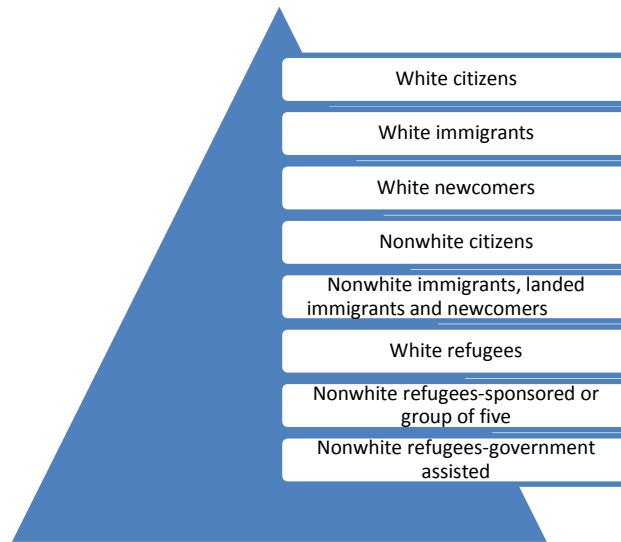 White citizens
White immigrants
White newcomers
Nonwhite citizens
Nonwhite immigrants, landed
immigrants and newcomers
White refugees
Nonwhite refugees-sponsored or
group of five
Nonwhite refugees-government
assisted